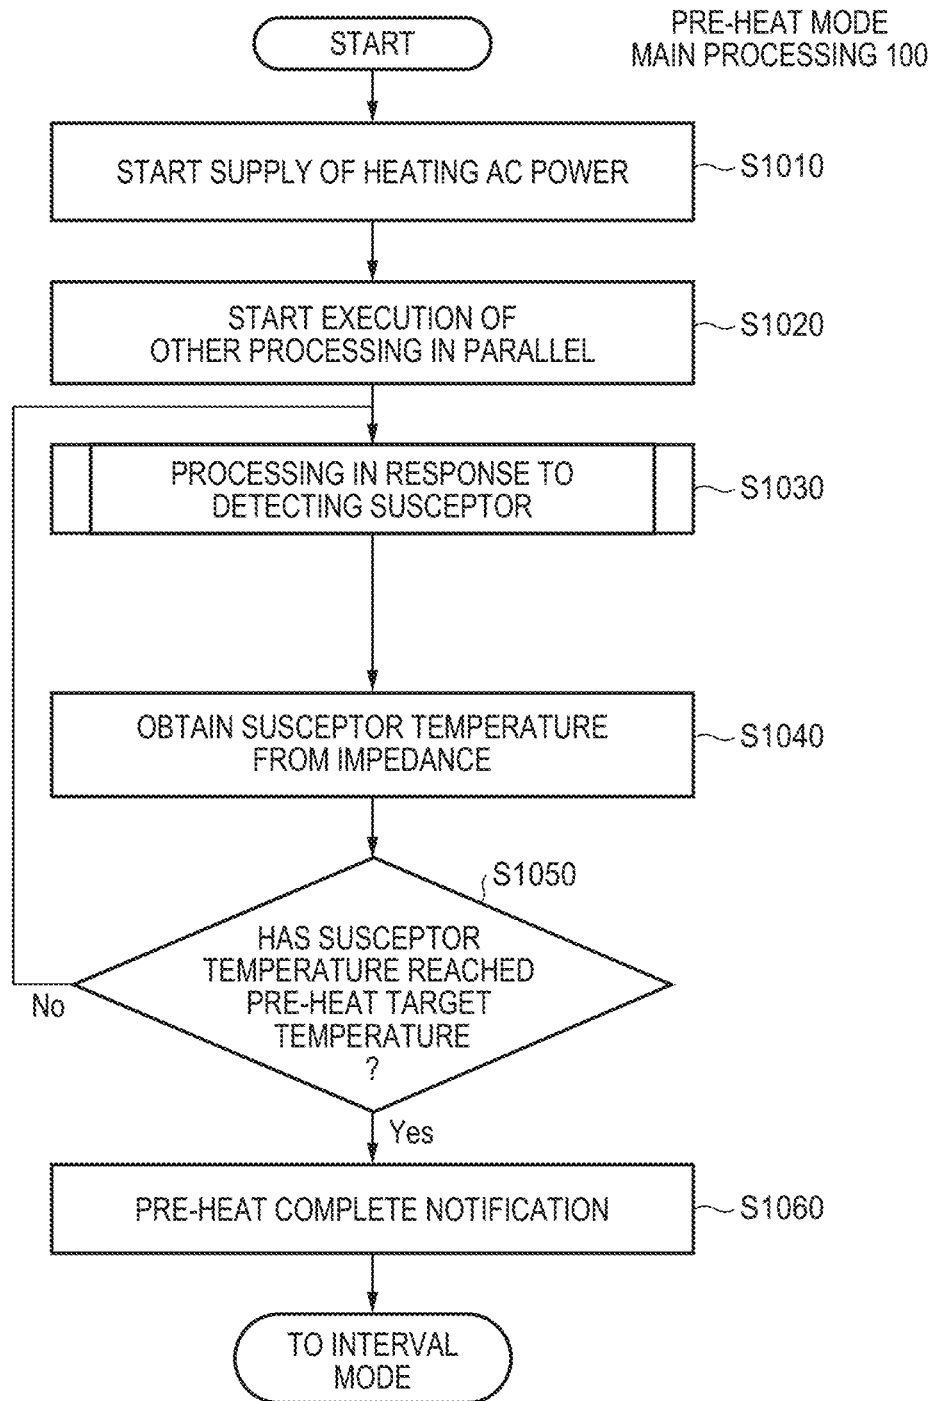 PRE-HEAT MODE
MAIN PROCESSING 100
START
START SUPPLY OF HEATING AC POWER
S1010
START EXECUTION OF
OTHER PROCESSING IN PARALLEL
S1020
PROCESSING IN RESPONSE TO
DETECTING SUSCEPTOR
S1030
OBTAIN SUSCEPTOR TEMPERATURE
FROM IMPEDANCE
S1040
S1050
HAS SUSCEPTOR
TEMPERATURE REACHED
PRE-HEAT TARGET
TEMPERATURE
?
No
Yes
PRE-HEAT COMPLETE NOTIFICATION
S1060
TO INTERVAL
MODE